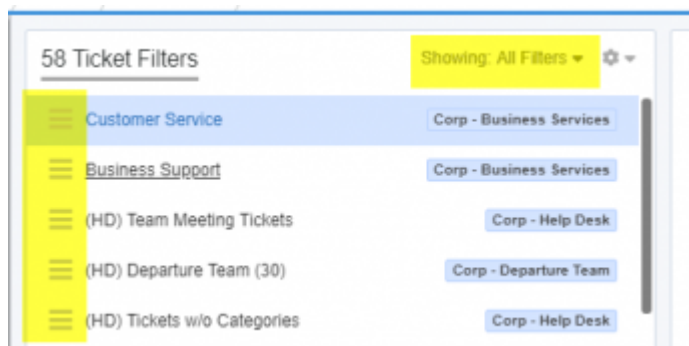 58 Ticket Filters Showing: All Filters
Customer Service Corp - Business Services
Business Support Corp - Business Services
(HD) Team Meeting Tickets Corp - Help Desk
(HD) Departure Team (30) Corp - Departure Team
(HD) Tickets w/o Categories Corp - Help Desk